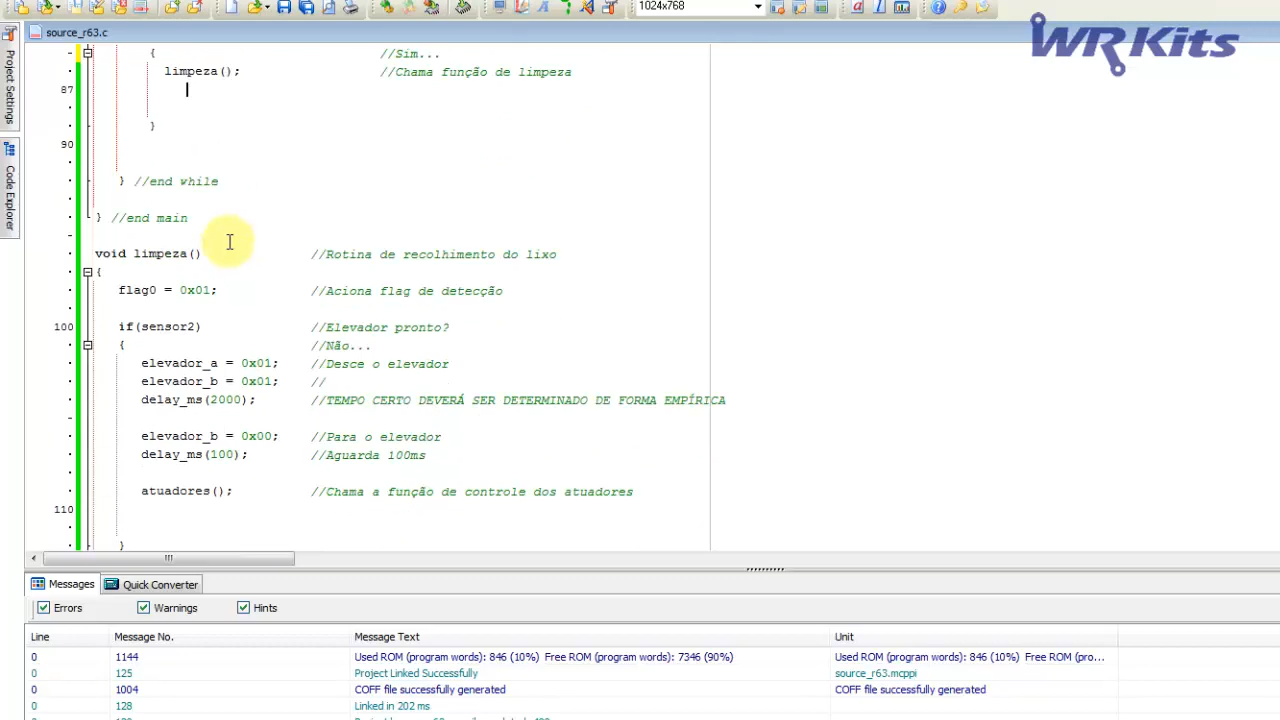 1024x768
source_r63.c
WR Kits
Project Settings
Code Explorer
{ //Sim...
limpeza(); //Chama função de limpeza
87
}
90
} //end while
} //end main
void limpeza() //Rotina de recolhimento do lixo
{
flag0 = 0x01; //Aciona flag de detecção
100 if(sensor2) //Elevador pronto?
{ //Não...
elevador_a = 0x01; //Desce o elevador
elevador_b = 0x01; //
delay_ms(2000); //TEMPO CERTO DEVERÁ SER DETERMINADO DE FORMA EMPÍRICA
elevador_b = 0x00; //Para o elevador
delay_ms(100); //Aguarda 100ms
atuadores(); //Chama a função de controle dos atuadores
110
}
Messages Quick Converter
Errors Warnings Hints
Line Message No. Message Text Unit
0 1144 Used ROM (program words): 846 (10%) Free ROM (program words): 7346 (90%) Used ROM (program words): 846 (10%) Free ROM (pro...
0 125 Project Linked Successfully source_r63.mcppi
0 1004 COFF file successfully generated COFF file successfully generated
0 128 Linked in 202 ms